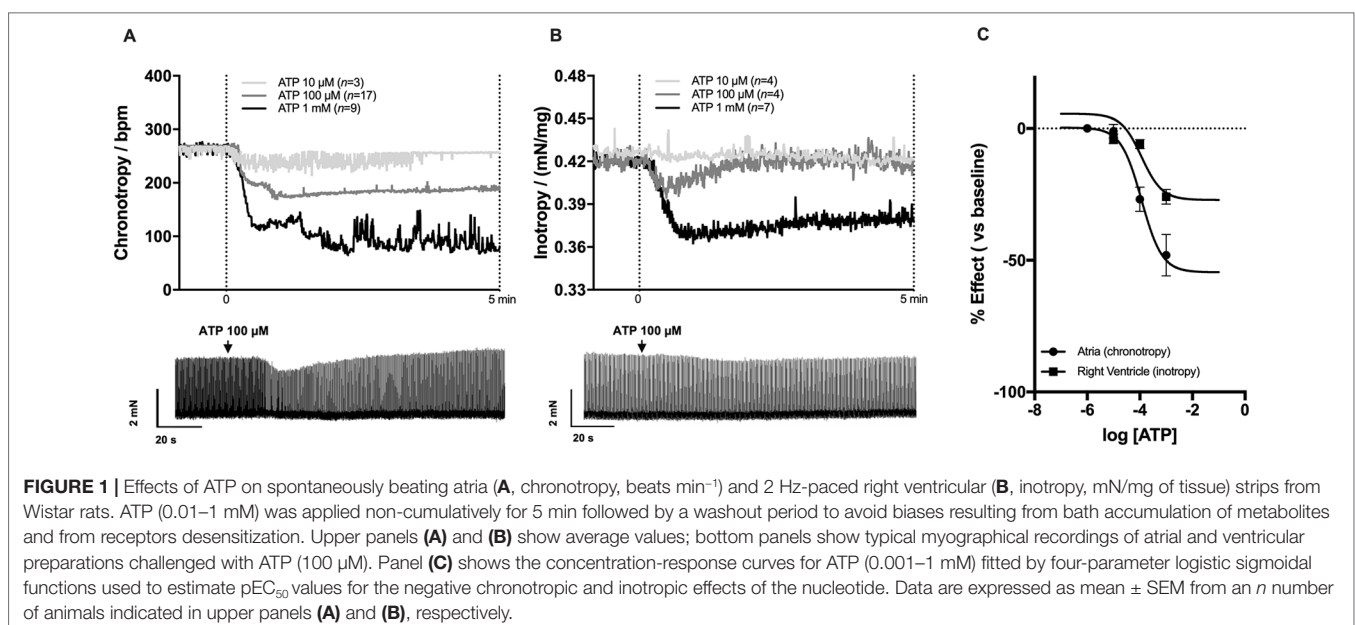 A
400
300
200
100
0
Chronotropy / bpm
ATP 10 µM (n=3)
ATP 100 µM (n=17)
ATP 1 mM (n=9)
0
5 min
ATP 100 µM
2 mN
20 s
B
0.48
0.45
0.42
0.39
0.36
0.33
Inotropy / (mN/mg)
ATP 10 µM (n=4)
ATP 100 µM (n=4)
ATP 1 mM (n=7)
0
5 min
ATP 100 µM
2 mN
20 s
C
0
-50
-100
% Effect ( vs baseline)
Atria (chronotropy)
Right Ventricle (inotropy)
-8 -6 -4 -2 0
log [ATP]
FIGURE 1 | Effects of ATP on spontaneously beating atria (A, chronotropy, beats min⁻¹) and 2 Hz-paced right ventricular (B, inotropy, mN/mg of tissue) strips from
Wistar rats. ATP (0.01–1 mM) was applied non-cumulatively for 5 min followed by a washout period to avoid biases resulting from bath accumulation of metabolites
and from receptors desensitization. Upper panels (A) and (B) show average values; bottom panels show typical myographical recordings of atrial and ventricular
preparations challenged with ATP (100 µM). Panel (C) shows the concentration-response curves for ATP (0.001–1 mM) fitted by four-parameter logistic sigmoidal
functions used to estimate pEC₅₀ values for the negative chronotropic and inotropic effects of the nucleotide. Data are expressed as mean ± SEM from an n number
of animals indicated in upper panels (A) and (B), respectively.